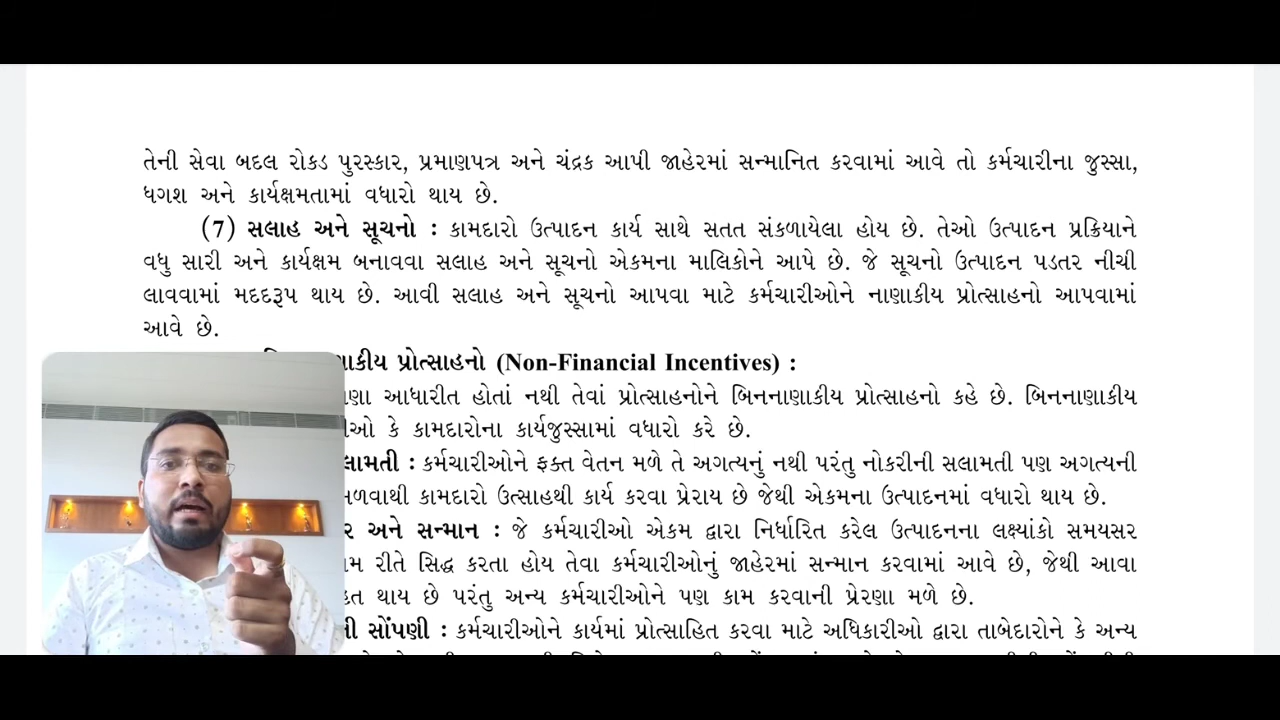 તેની સેવા બદલ રોકડ પુરસ્કાર, પ્રમાણપત્ર અને ચંદ્રક આપી જાહેરમાં સન્માનિત કરવામાં આવે તો કર્મચારીના જુસ્સા,
ધગશ અને કાર્યક્ષમતામાં વધારો થાય છે.
(7) સલાહ અને સૂચનો : કામદારો ઉત્પાદન કાર્ય સાથે સતત સંકળાયેલા હોય છે. તેઓ ઉત્પાદન પ્રક્રિયાને
વધુ સારી અને કાર્યક્ષમ બનાવવા સલાહ અને સૂચનો એકમના માલિકોને આપે છે. જે સૂચનો ઉત્પાદન પડતર નીચી
લાવવામાં મદદરૂપ થાય છે. આવી સલાહ અને સૂચનો આપવા માટે કર્મચારીઓને નાણાકીય પ્રોત્સાહનો આપવામાં
આવે છે.
પ્રોત્સાહનો (Non-Financial Incentives) :
આધારીત હોતાં નથી તેવાં પ્રોત્સાહનોને બિનનાણાકીય પ્રોત્સાહનો કહે છે. બિનનાણાકીય
કે કામદારોના કાર્યજુસ્સામાં વધારો કરે છે.
: કર્મચારીઓને ફક્ત વેતન મળે તે અગત્યનું નથી પરંતુ નોકરીની સલામતી પણ અગત્યની
કામદારો ઉત્સાહથી કાર્ય કરવા પ્રેરાય છે જેથી એકમના ઉત્પાદનમાં વધારો થાય છે.
અને સન્માન : જે કર્મચારીઓ એકમ દ્વારા નિર્ધારિત કરેલ ઉત્પાદનના લક્ષ્યાંકો સમયસર
રીતે સિદ્ધ કરતા હોય તેવા કર્મચારીઓનું જાહેરમાં સન્માન કરવામાં આવે છે, જેથી આવા
થાય છે પરંતુ અન્ય કર્મચારીઓને પણ કામ કરવાની પ્રેરણા મળે છે.
સોંપણી : કર્મચારીઓને કાર્યમાં પ્રોત્સાહિત કરવા માટે અધિકારીઓ દ્વારા તાબેદારોને કે અન્ય